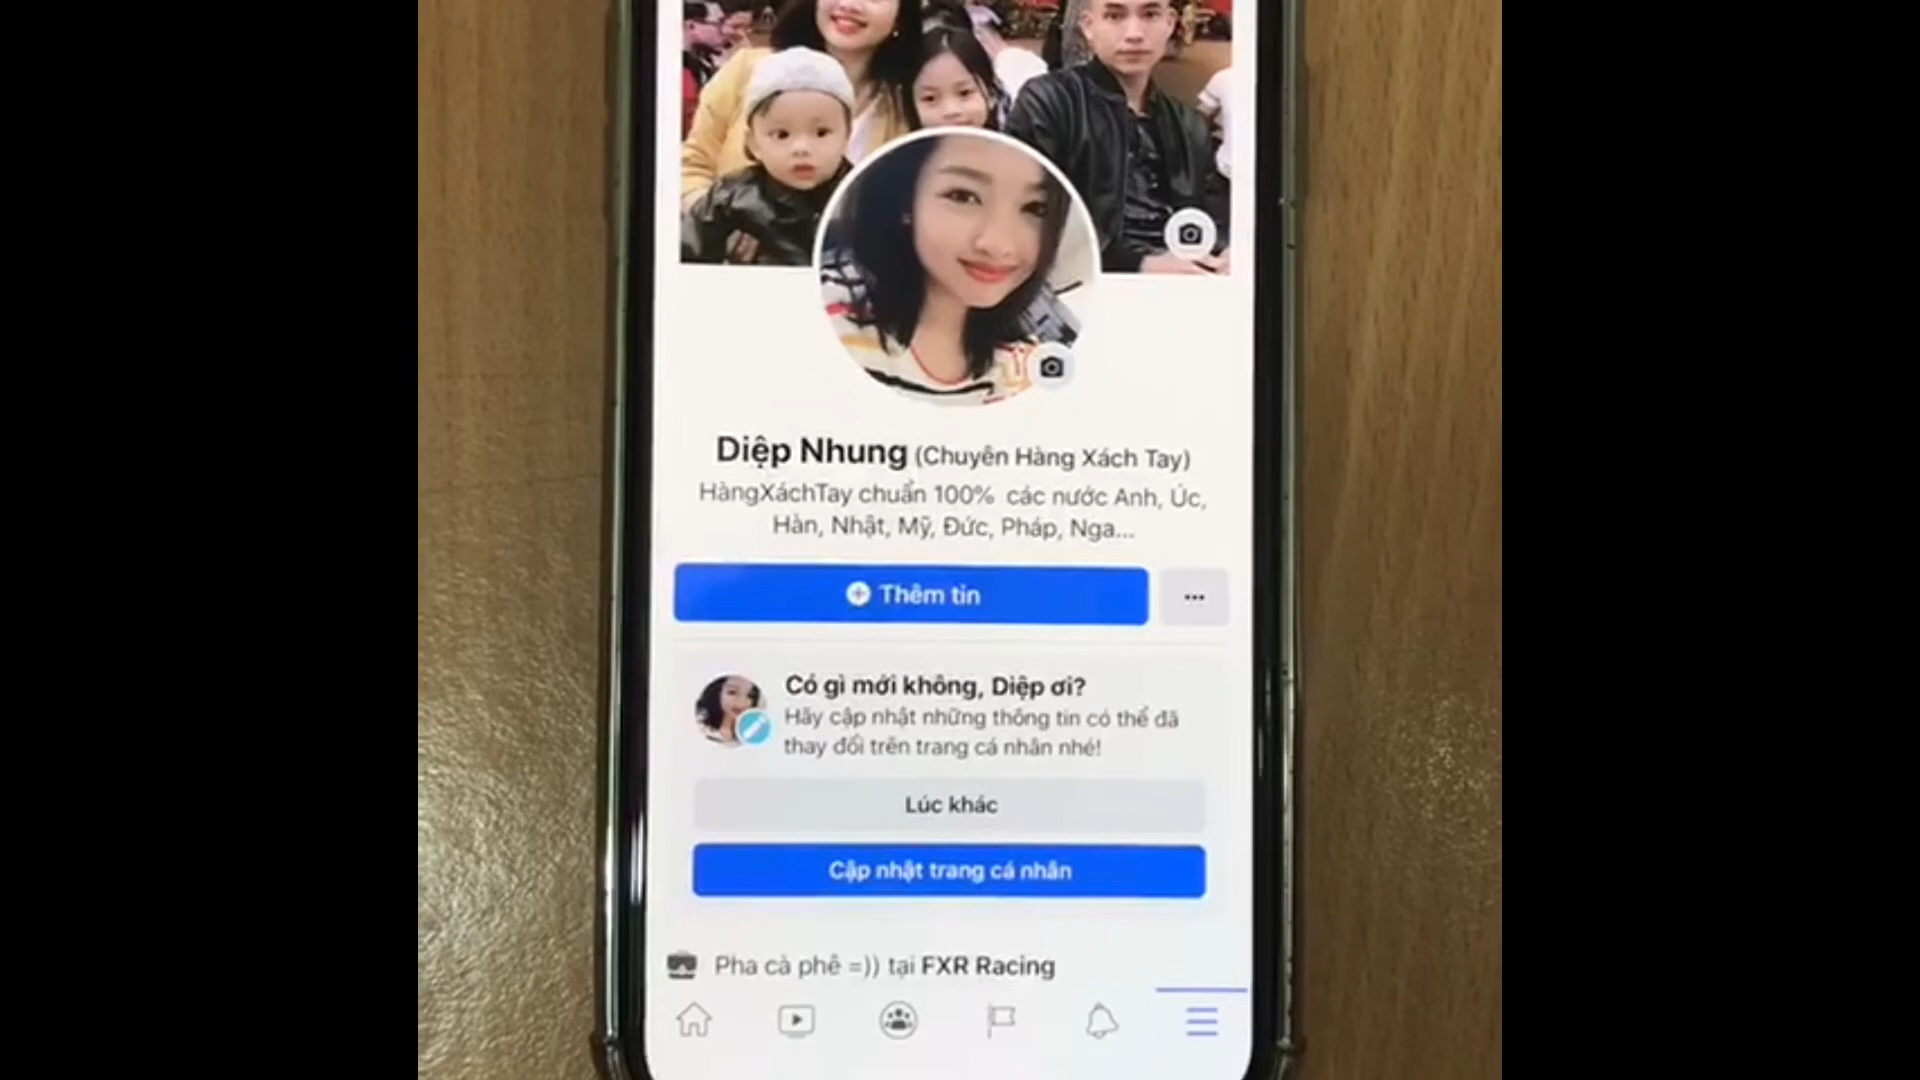 Diệp Nhung (Chuyên Hàng Xách Tay)
HàngXáchTay chuẩn 100% các nước Anh, Úc,
Hàn, Nhật, Mỹ, Đức, Pháp, Nga...
Thêm tin
Có gì mới không, Diệp ơi?
Hãy cập nhật những thông tin có thể đã
thay đổi trên trang cá nhân nhé!
Lúc khác
Cập nhật trang cá nhân
Pha cà phê =)) tại FXR Racing